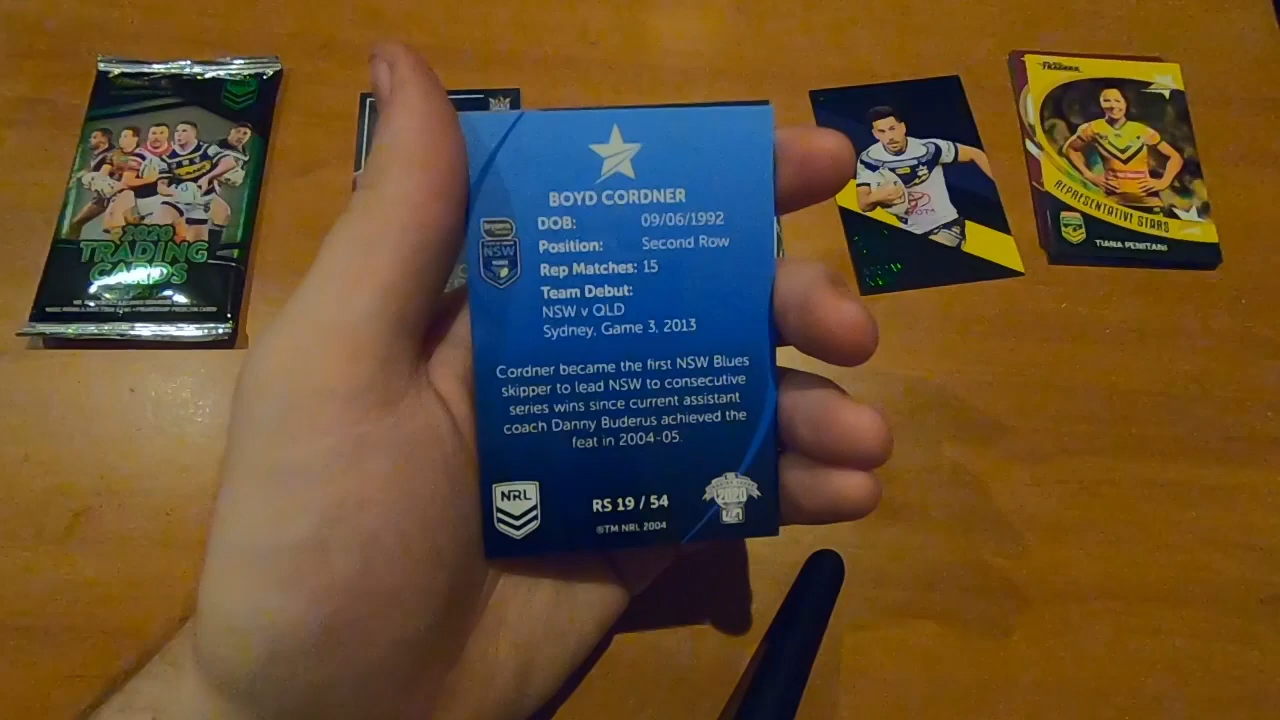 BOYD CORDNER
DOB: 09/06/1992
Position: Second Row
Rep Matches: 15
Team Debut:
NSW v QLD
Sydney, Game 3, 2013
Cordner became the first NSW Blues
skipper to lead NSW to consecutive
series wins since current assistant
coach Danny Buderus achieved the
feat in 2004-05.
NSW
NRL
RS 19 / 54
®TM NRL 2004
2020
2020
TRADING
CARDS
TRADERS
REPRESENTATIVE STARS
TIANA PENITANI
TOYOTA